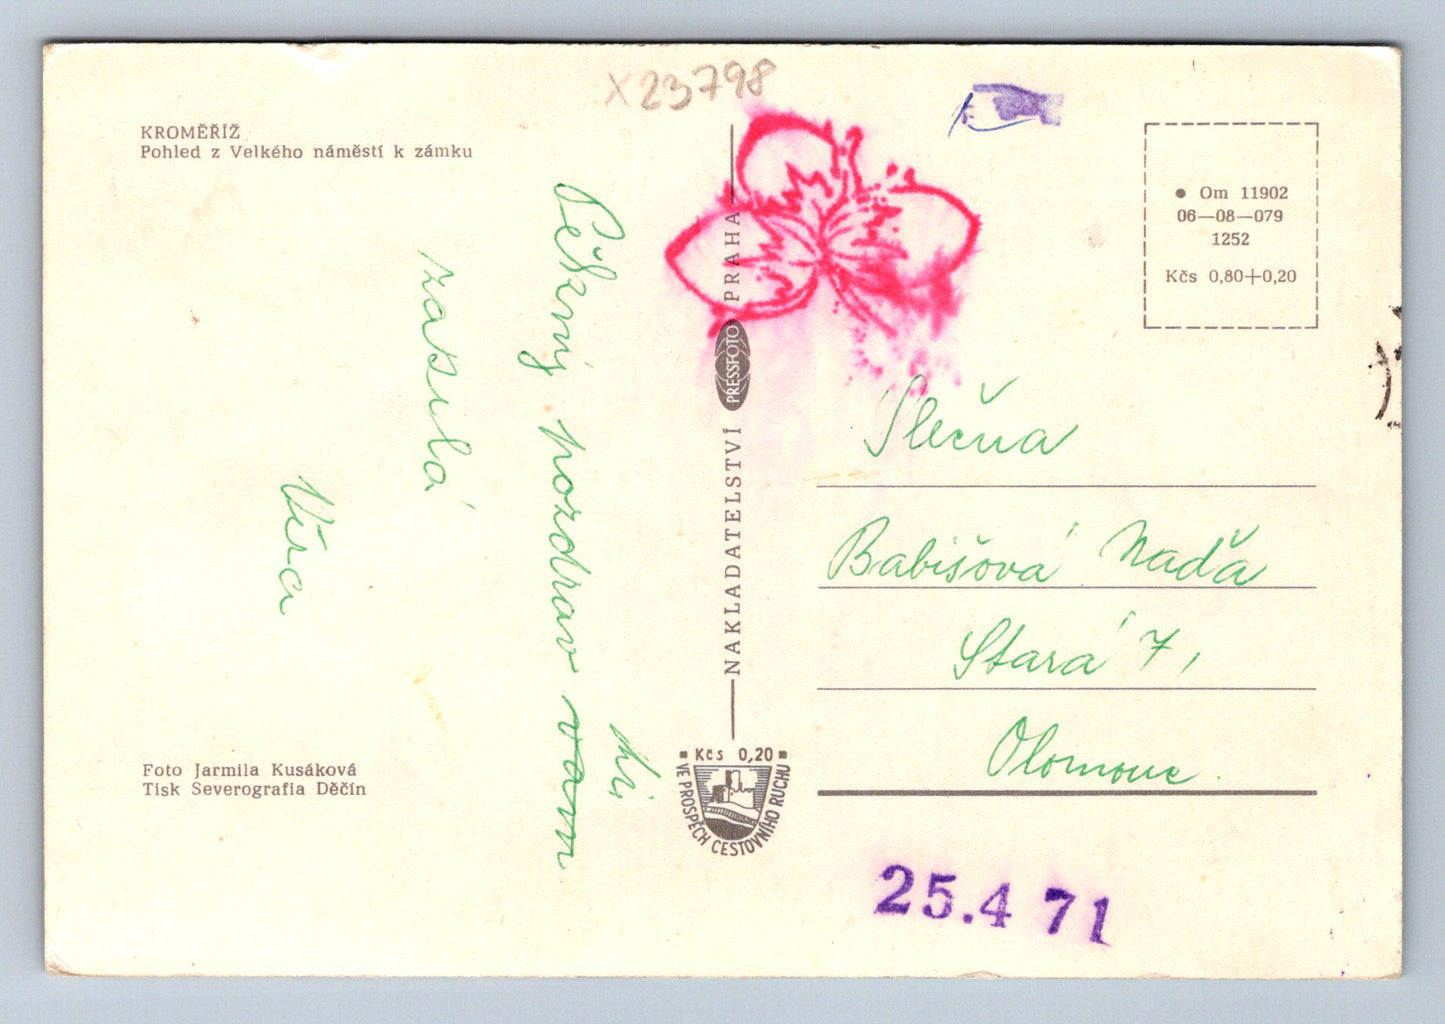 X23798
KROMĚŘÍŽ
Pohled z Velkého náměstí k zámku
Pěkný pozdrav vam
zasílá
Věra
Foto Jarmila Kusáková
Tisk Severografia Děčín
NAKLADATELSTVÍ PRESSFOTO PRAHA
Kčs 0,20
VE PROSPĚCH CESTOVNÍHO RUCHU
● Om 11902
06—08—079
1252
Kčs 0,80+0,20
Slečna
Babišová Naďa
Stará 7,
Olomouc
25.4 71